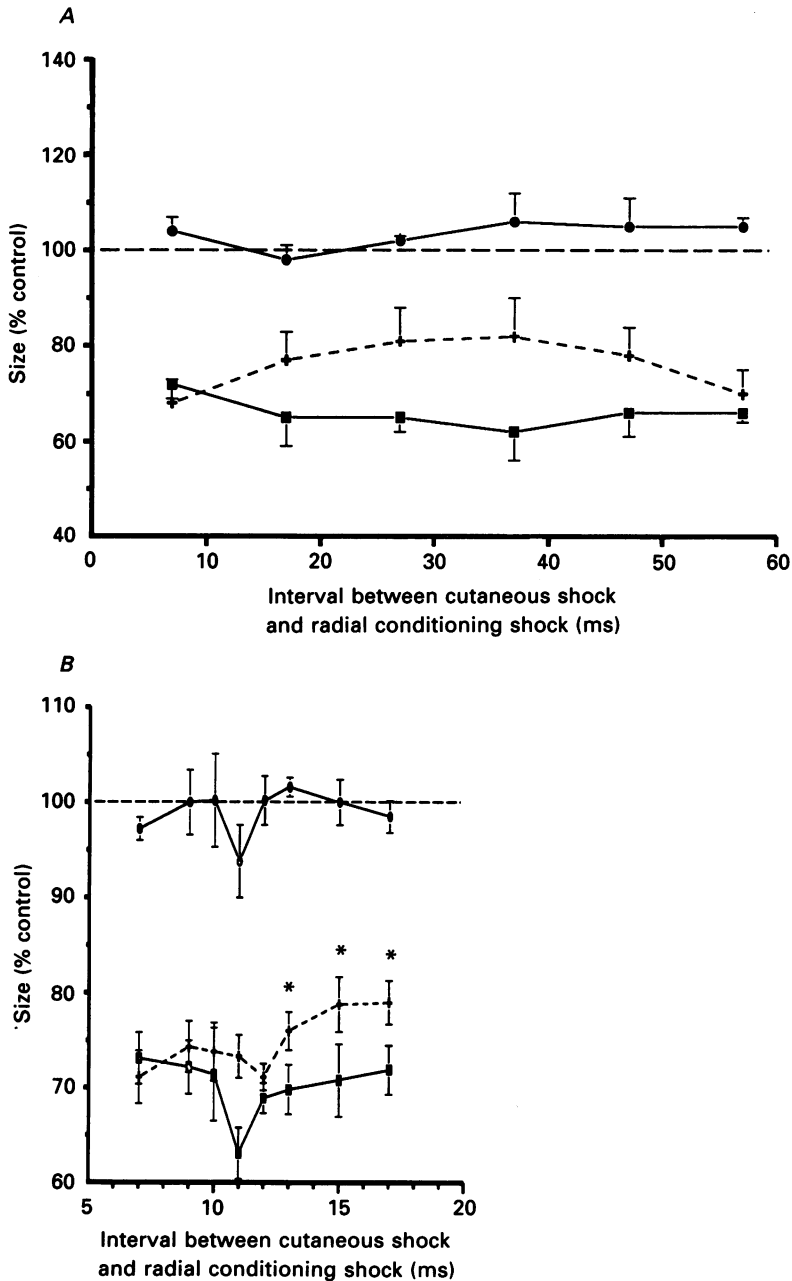 A
140
120
100
80
60
40
Size (% control)
0 10 20 30 40 50 60
Interval between cutaneous shock
and radial conditioning shock (ms)
B
110
100
90
80
70
60
Size (% control)
* * *
5 10 15 20
Interval between cutaneous shock
and radial conditioning shock (ms)